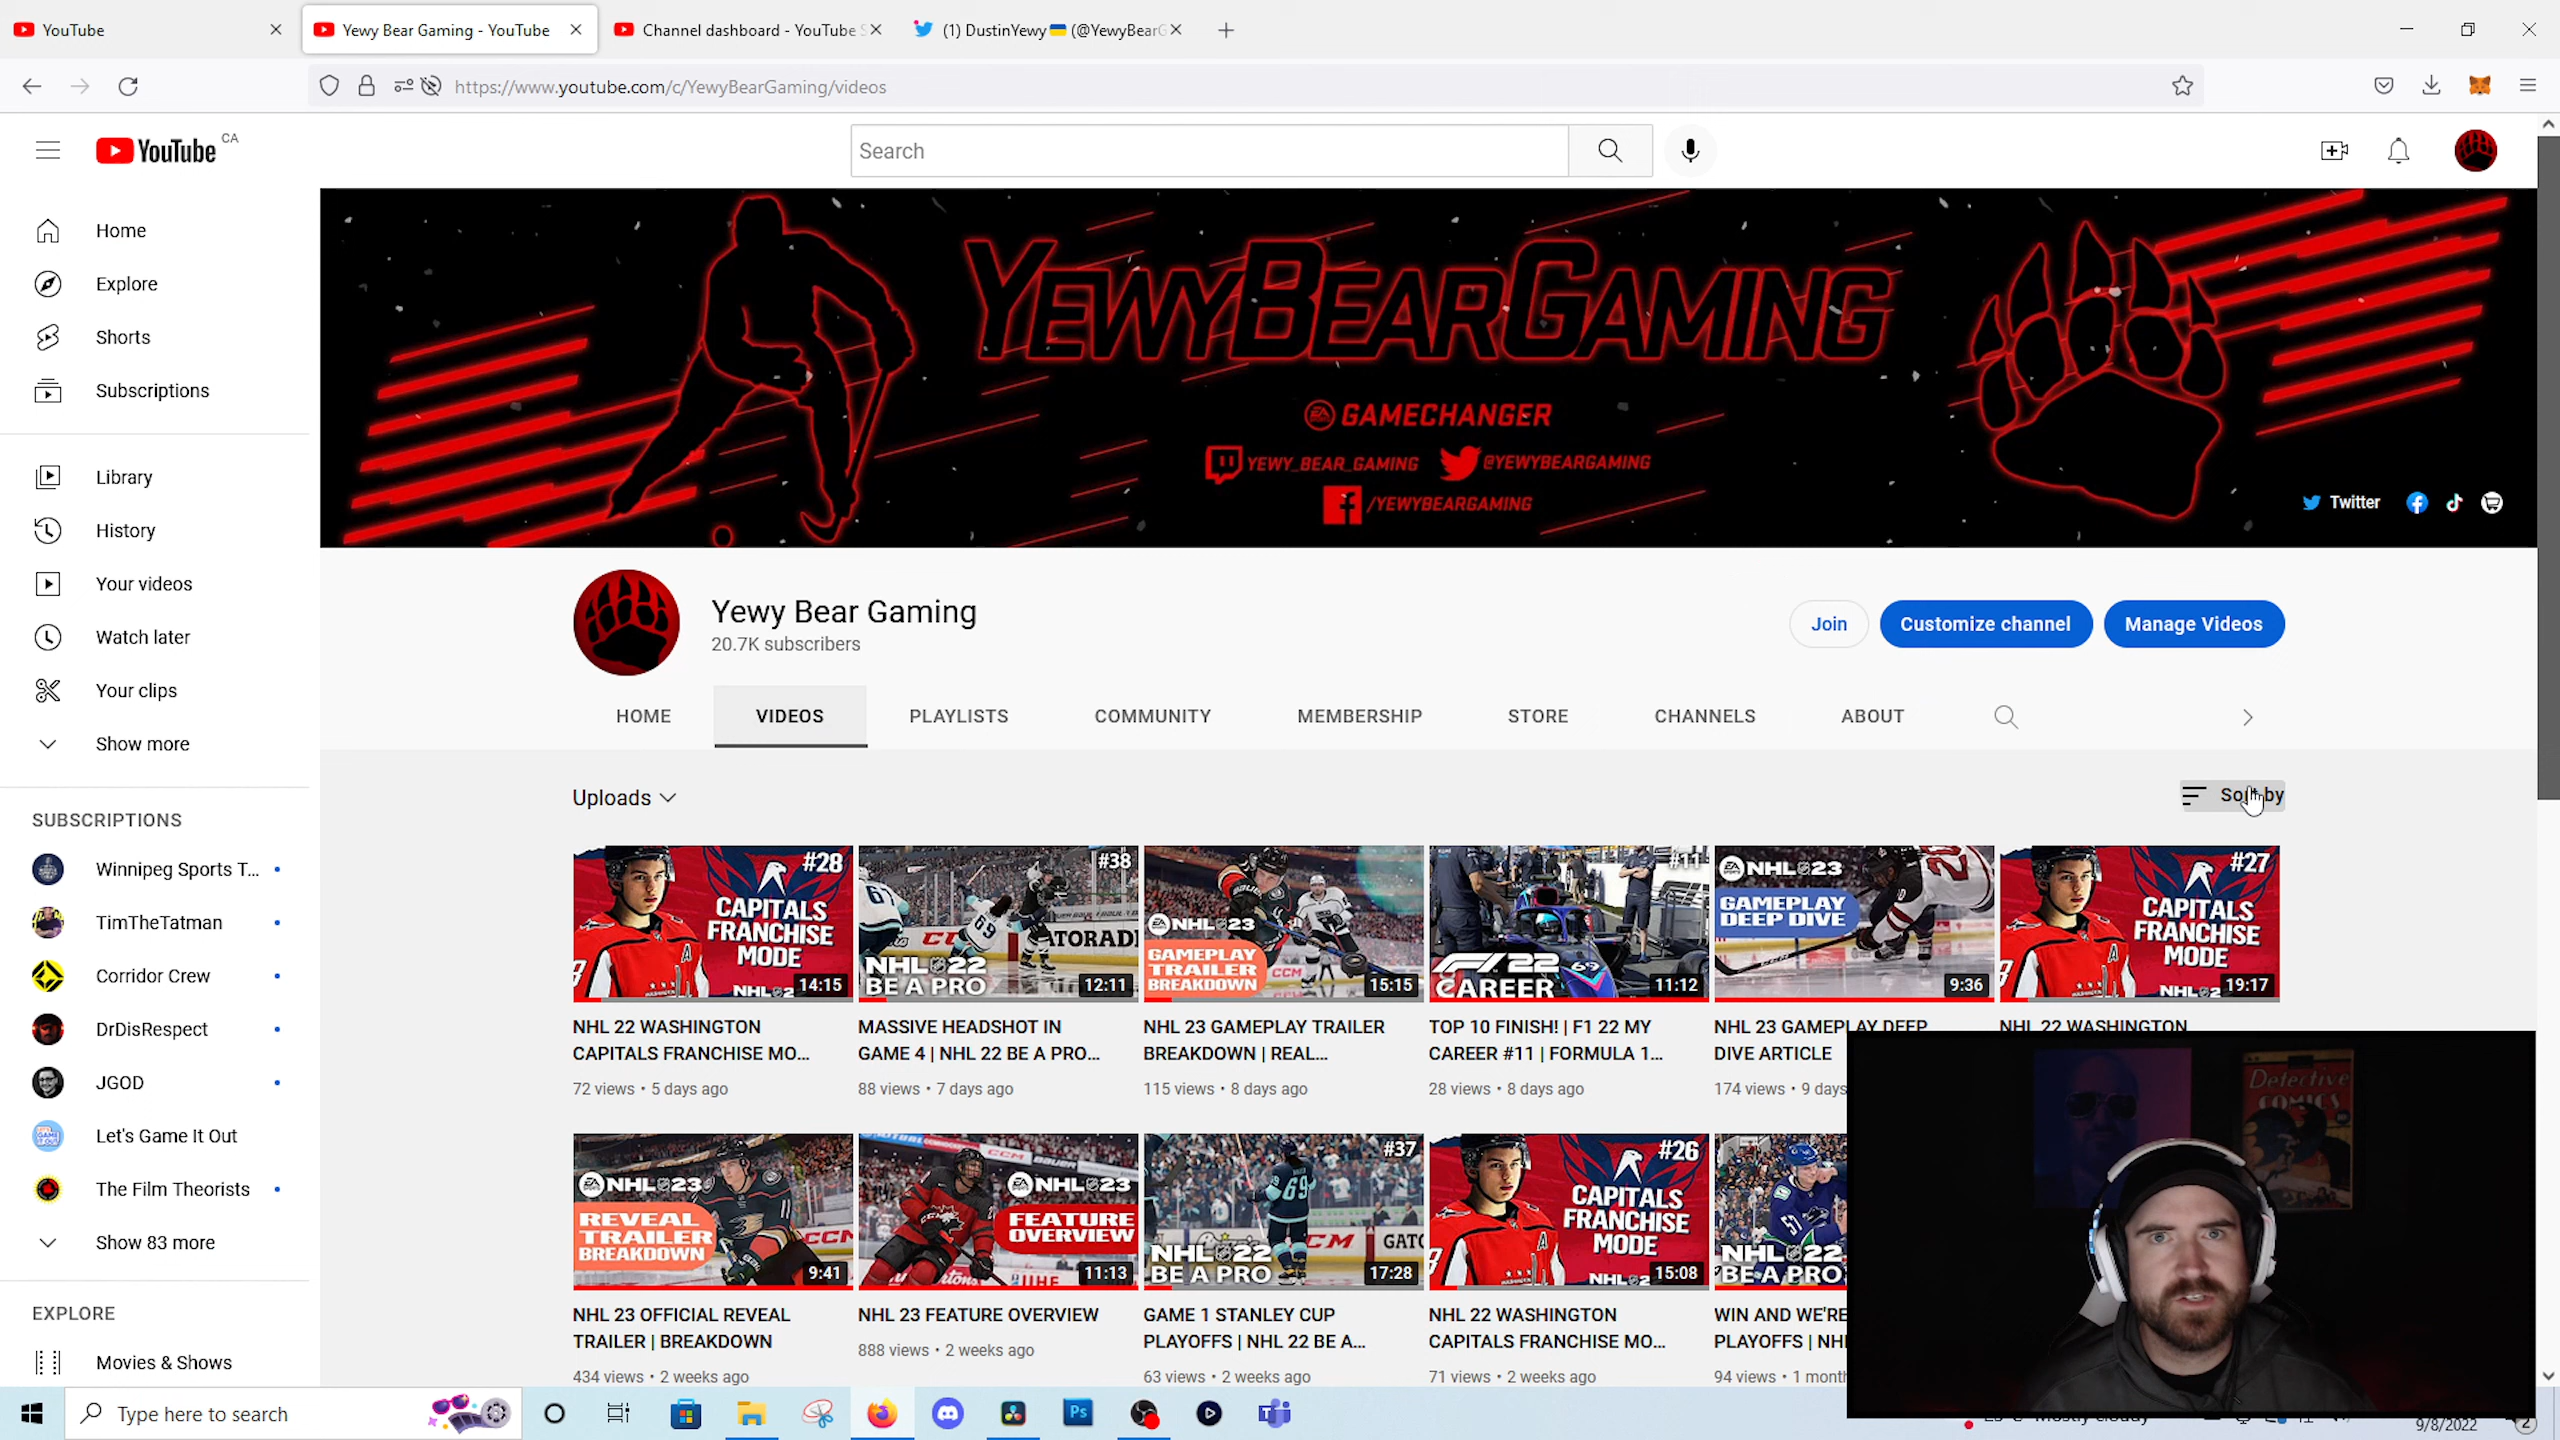 YouTube
Yewy Bear Gaming - YouTube
Channel dashboard - YouTube S
(1) DustinYewy (@YewyBearG
https://www.youtube.com/c/YewyBearGaming/videos
YouTube CA
Search
Home
Explore
Shorts
Subscriptions
Library
History
Your videos
Watch later
Your clips
Show more
SUBSCRIPTIONS
Winnipeg Sports T...
TimTheTatman
Corridor Crew
DrDisRespect
JGOD
Let's Game It Out
The Film Theorists
Show 83 more
EXPLORE
Movies & Shows
YEWYBEARGAMING
EA GAMECHANGER
YEWY_BEAR_GAMING @YEWYBEARGAMING
/YEWYBEARGAMING
Twitter
Yewy Bear Gaming
20.7K subscribers
Join Customize channel Manage Videos
HOME VIDEOS PLAYLISTS COMMUNITY MEMBERSHIP STORE CHANNELS ABOUT
Uploads
Sort by
#28
CAPITALS
FRANCHISE
MODE
14:15
NHL 22 WASHINGTON
CAPITALS FRANCHISE MO...
72 views • 5 days ago
#38
NHL 22
BE A PRO
12:11
MASSIVE HEADSHOT IN
GAME 4 | NHL 22 BE A PRO...
88 views • 7 days ago
NHL 23
GAMEPLAY
TRAILER
BREAKDOWN
15:15
NHL 23 GAMEPLAY TRAILER
BREAKDOWN | REAL...
115 views • 8 days ago
#11
F1 22
CAREER
11:12
TOP 10 FINISH! | F1 22 MY
CAREER #11 | FORMULA 1...
28 views • 8 days ago
NHL 23
GAMEPLAY
DEEP DIVE
9:36
NHL 23 GAMEPLAY DEEP
DIVE ARTICLE
174 views • 9 days
#27
CAPITALS
FRANCHISE
MODE
19:17
NHL 22 WASHINGTON
NHL 23
REVEAL
TRAILER
BREAKDOWN
9:41
NHL 23 OFFICIAL REVEAL
TRAILER | BREAKDOWN
434 views • 2 weeks ago
NHL 23
FEATURE
OVERVIEW
11:13
NHL 23 FEATURE OVERVIEW
888 views • 2 weeks ago
#37
NHL 22
BE A PRO
17:28
GAME 1 STANLEY CUP
PLAYOFFS | NHL 22 BE A...
63 views • 2 weeks ago
#26
CAPITALS
FRANCHISE
MODE
15:08
NHL 22 WASHINGTON
CAPITALS FRANCHISE MO...
71 views • 2 weeks ago
NHL 22
BE A PRO
WIN AND WE'RE
PLAYOFFS | NH
94 views • 1 month
Detective
COMICS
Type here to search
Ps
9/8/2022
2